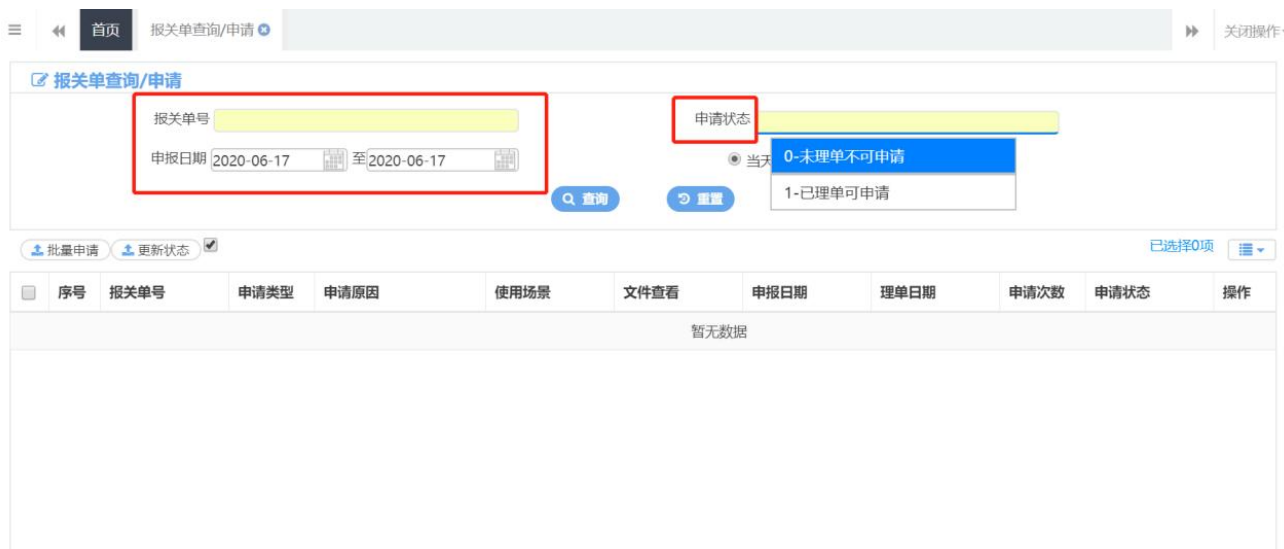 首页 报关单查询/申请 关闭操作
报关单查询/申请
报关单号 申请状态
申报日期 2020-06-17 至 2020-06-17 当天
0-未理单不可申请
1-已理单可申请
查询 重置
批量申请 更新状态 已选择0项
序号 报关单号 申请类型 申请原因 使用场景 文件查看 申报日期 理单日期 申请次数 申请状态 操作
暂无数据